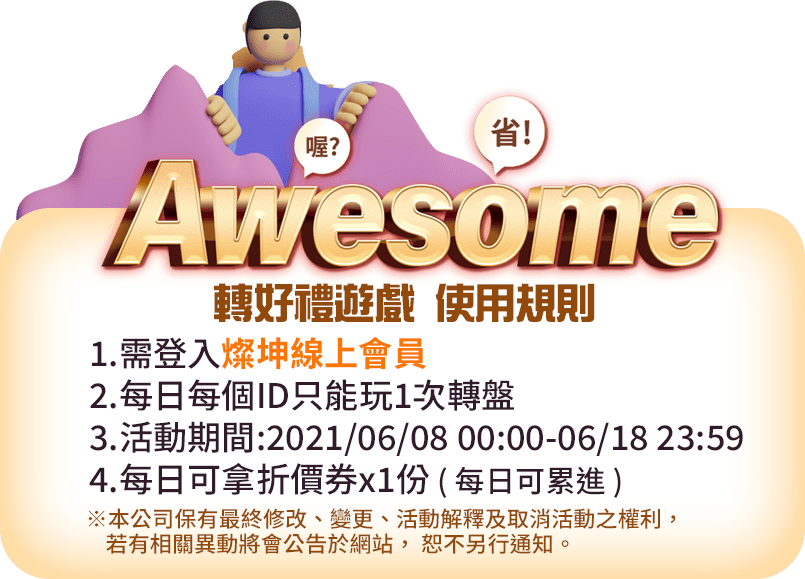 喔?
省!
Awesome
轉好禮遊戲 使用規則
1.需登入燦坤線上會員
2.每日每個ID只能玩1次轉盤
3.活動期間:2021/06/08 00:00-06/18 23:59
4.每日可拿折價券x1份 ( 每日可累進 )
※本公司保有最終修改、變更、活動解釋及取消活動之權利，
若有相關異動將會公告於網站， 恕不另行通知。